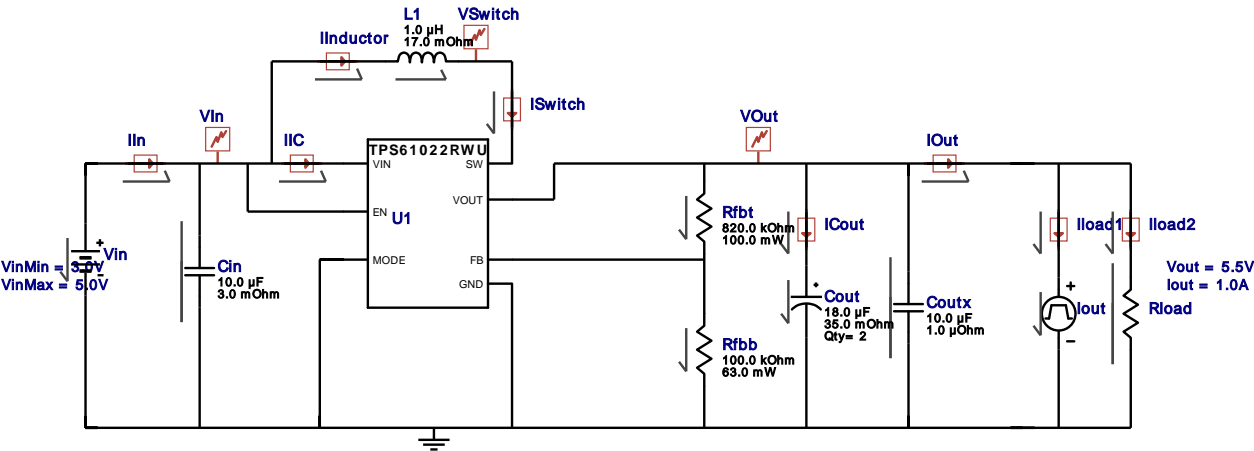 L1
1.0 µH
17.0 mOhm
VSwitch
IInductor
ISwitch
VIn
IIn
IIC
VOut
IOut
TPS61022RWU
VIN
SW
VOUT
EN
U1
MODE
FB
GND
+
Vin
-
VinMin = 3.0V
VinMax = 5.0V
Cin
10.0 µF
3.0 mOhm
Rfbt
820.0 kOhm
100.0 mW
ICout
Iload1
Iload2
Vout = 5.5V
Iout = 1.0A
Cout
18.0 µF
35.0 mOhm
Qty= 2
Coutx
10.0 µF
1.0 µOhm
+
Iout
–
Rload
Rfbb
100.0 kOhm
63.0 mW